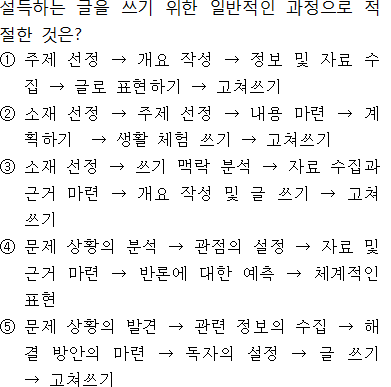 설득하는 글을 쓰기 위한 일반적인 과정으로 적
절한 것은?
① 주제 선정 → 개요 작성 → 정보 및 자료 수
집 → 글로 표현하기 → 고쳐쓰기
② 소재 선정 → 주제 선정 → 내용 마련 → 계
획하기 → 생활 체험 쓰기 → 고쳐쓰기
③ 소재 선정 → 쓰기 맥락 분석 → 자료 수집과
근거 마련 → 개요 작성 및 글 쓰기 → 고쳐
쓰기
④ 문제 상황의 분석 → 관점의 설정 → 자료 및
근거 마련 → 반론에 대한 예측 → 체계적인
표현
⑤ 문제 상황의 발견 → 관련 정보의 수집 → 해
결 방안의 마련 → 독자의 설정 → 글 쓰기
→ 고쳐쓰기